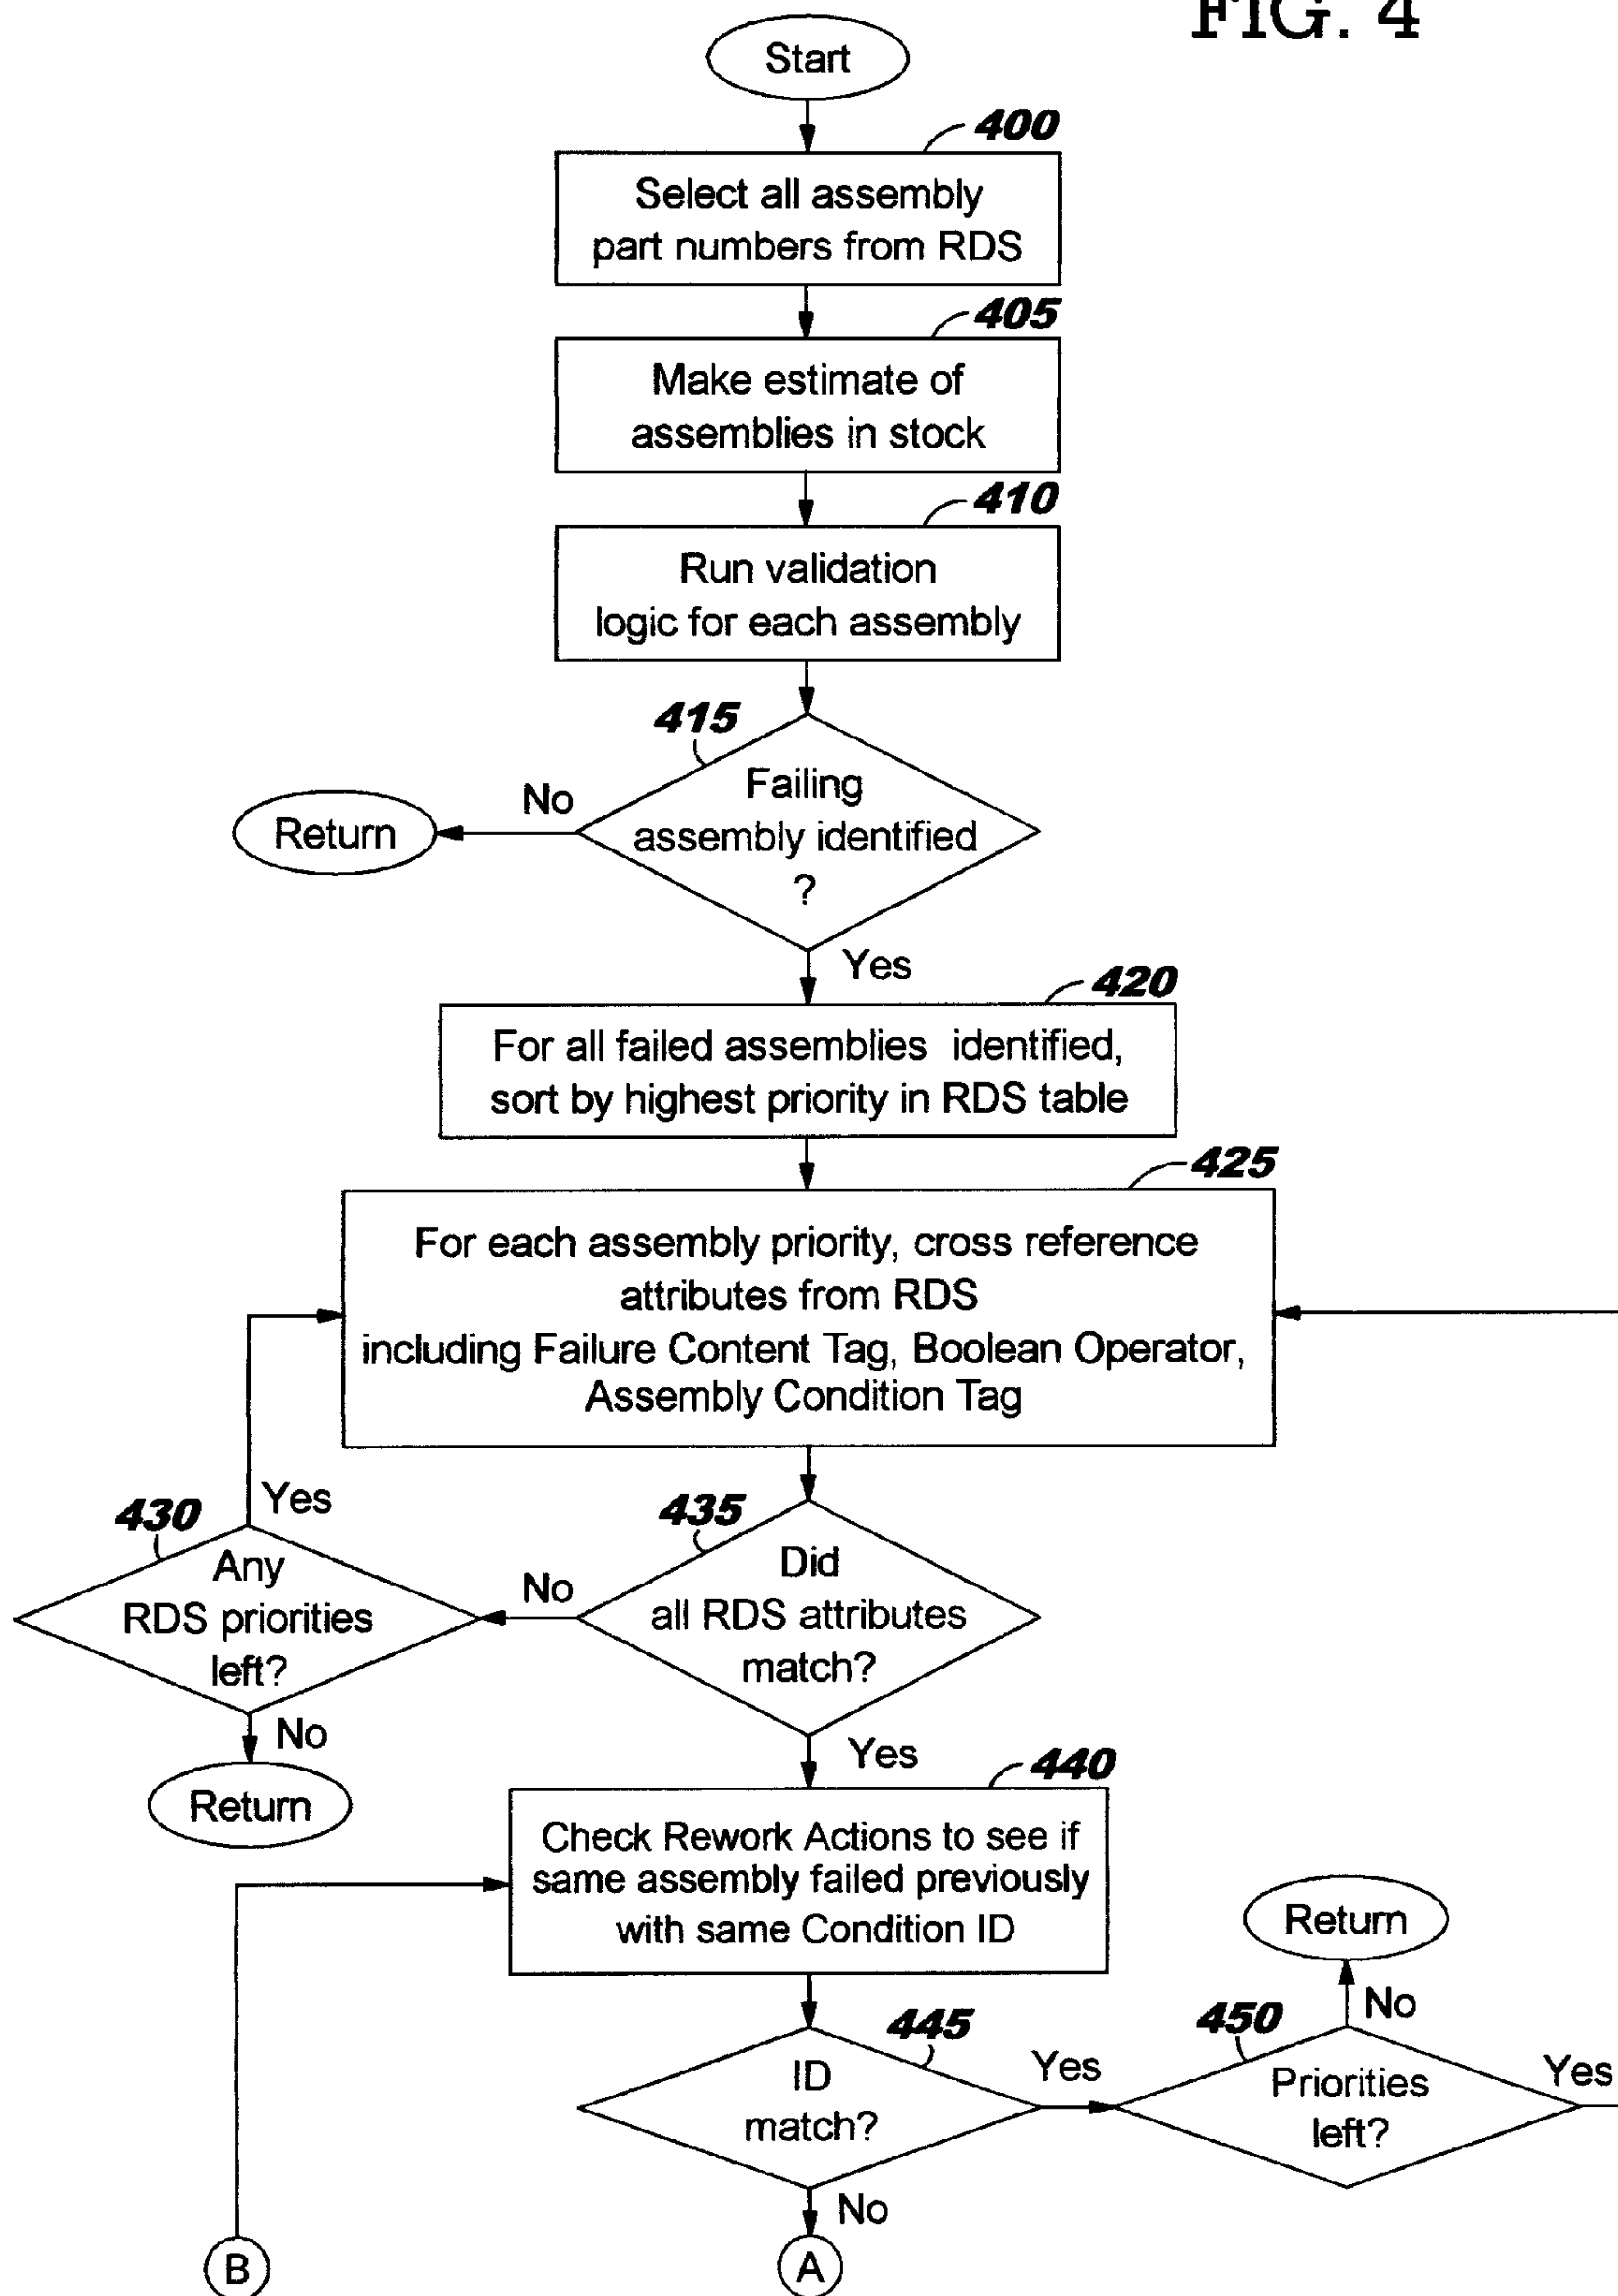 FIG. 4
Start
400
Select all assembly
part numbers from RDS
405
Make estimate of
assemblies in stock
410
Run validation
logic for each assembly
415
Failing
assembly identified
?
No
Return
Yes
420
For all failed assemblies identified,
sort by highest priority in RDS table
425
For each assembly priority, cross reference
attributes from RDS
including Failure Content Tag, Boolean Operator,
Assembly Condition Tag
430
Yes
Any
RDS priorities
left?
No
Return
435
Did
all RDS attributes
match?
No
Yes
440
Check Rework Actions to see if
same assembly failed previously
with same Condition ID
445
ID
match?
Yes
No
450
Priorities
left?
No
Return
Yes
B
A